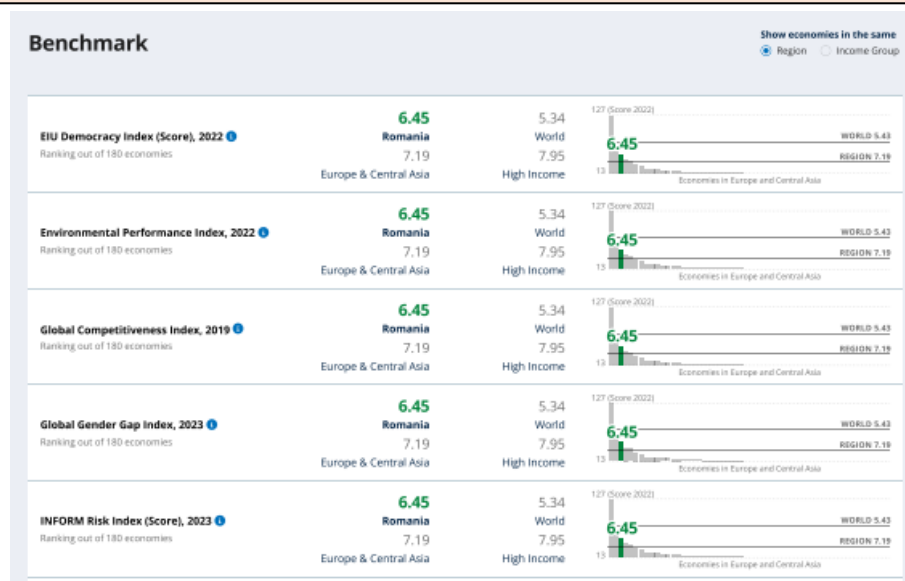 Benchmark
Show economies in the same
Region Income Group
EIU Democracy Index (Score), 2022
Ranking out of 180 economies
6.45
Romania
7.19
Europe & Central Asia
5.34
World
7.95
High Income
127 (Score 2022)
6.45
WORLD 5.43
REGION 7.19
13
Economies in Europe and Central Asia
Environmental Performance Index, 2022
Ranking out of 180 economies
6.45
Romania
7.19
Europe & Central Asia
5.34
World
7.95
High Income
127 (Score 2022)
6.45
WORLD 5.43
REGION 7.19
13
Economies in Europe and Central Asia
Global Competitiveness Index, 2019
Ranking out of 180 economies
6.45
Romania
7.19
Europe & Central Asia
5.34
World
7.95
High Income
127 (Score 2022)
6.45
WORLD 5.43
REGION 7.19
13
Economies in Europe and Central Asia
Global Gender Gap Index, 2023
Ranking out of 180 economies
6.45
Romania
7.19
Europe & Central Asia
5.34
World
7.95
High Income
127 (Score 2022)
6.45
WORLD 5.43
REGION 7.19
13
Economies in Europe and Central Asia
INFORM Risk Index (Score), 2023
Ranking out of 180 economies
6.45
Romania
7.19
Europe & Central Asia
5.34
World
7.95
High Income
127 (Score 2022)
6.45
WORLD 5.43
REGION 7.19
13
Economies in Europe and Central Asia